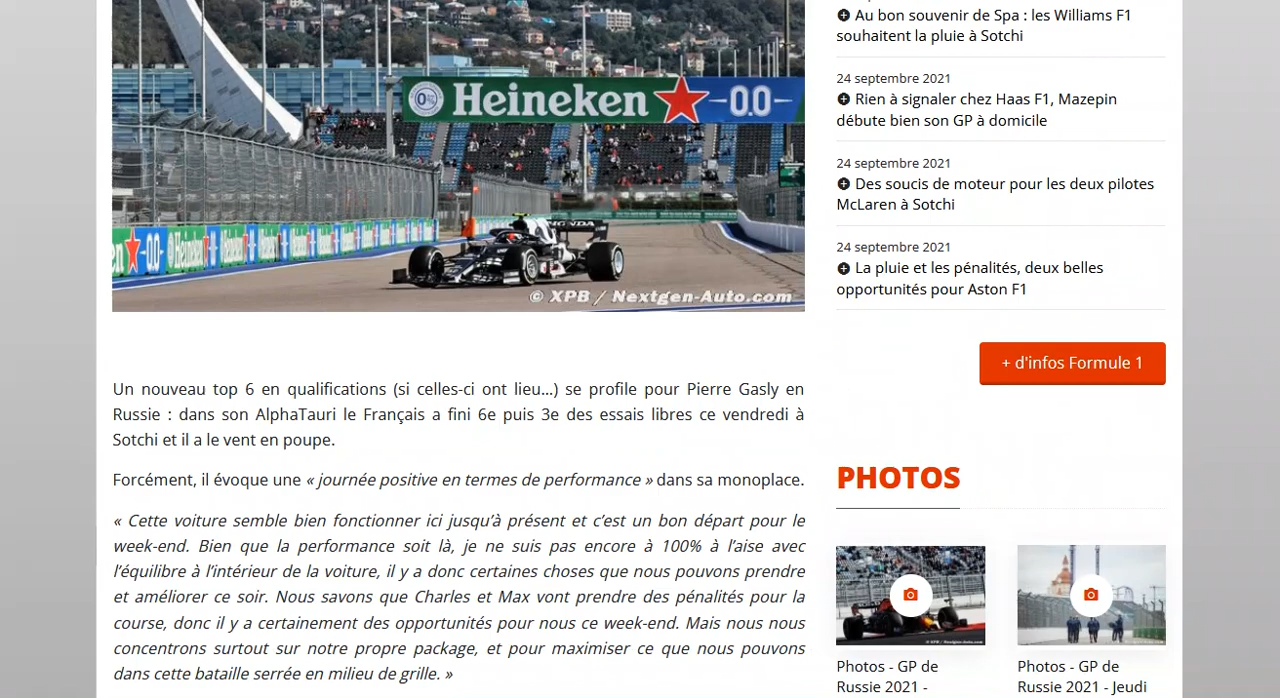 Heineken 0.0
0.0
Heineken
HONDA
© XPB / Nextgen-Auto.com
Un nouveau top 6 en qualifications (si celles-ci ont lieu...) se profile pour Pierre Gasly en
Russie : dans son AlphaTauri le Français a fini 6e puis 3e des essais libres ce vendredi à
Sotchi et il a le vent en poupe.
Forcément, il évoque une « journée positive en termes de performance » dans sa monoplace.
« Cette voiture semble bien fonctionner ici jusqu’à présent et c’est un bon départ pour le
week-end. Bien que la performance soit là, je ne suis pas encore à 100% à l’aise avec
l’équilibre à l’intérieur de la voiture, il y a donc certaines choses que nous pouvons prendre
et améliorer ce soir. Nous savons que Charles et Max vont prendre des pénalités pour la
course, donc il y a certainement des opportunités pour nous ce week-end. Mais nous nous
concentrons surtout sur notre propre package, et pour maximiser ce que nous pouvons
dans cette bataille serrée en milieu de grille. »
Au bon souvenir de Spa : les Williams F1
souhaitent la pluie à Sotchi
24 septembre 2021
Rien à signaler chez Haas F1, Mazepin
débute bien son GP à domicile
24 septembre 2021
Des soucis de moteur pour les deux pilotes
McLaren à Sotchi
24 septembre 2021
La pluie et les pénalités, deux belles
opportunités pour Aston F1
+ d'infos Formule 1
PHOTOS
Photos - GP de
Russie 2021 -
Photos - GP de
Russie 2021 - Jeudi